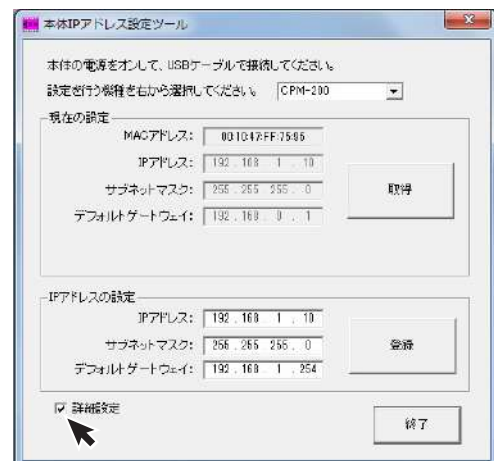 本体IPアドレス設定ツール
本体の電源をオンして、USBケーブルで接続してください。
設定を行う機種を右から選択してください。 CPM-200
現在の設定
MACアドレス: 00:10:47:FF:75:95
IPアドレス: 192 . 168 . 1 . 10
サブネットマスク: 255 . 255 . 255 . 0
デフォルトゲートウェイ: 192 . 168 . 0 . 1
取得
IPアドレスの設定
IPアドレス: 192 . 168 . 1 . 10
サブネットマスク: 255 . 255 . 255 . 0
デフォルトゲートウェイ: 192 . 168 . 1 . 254
登録
詳細設定
終了